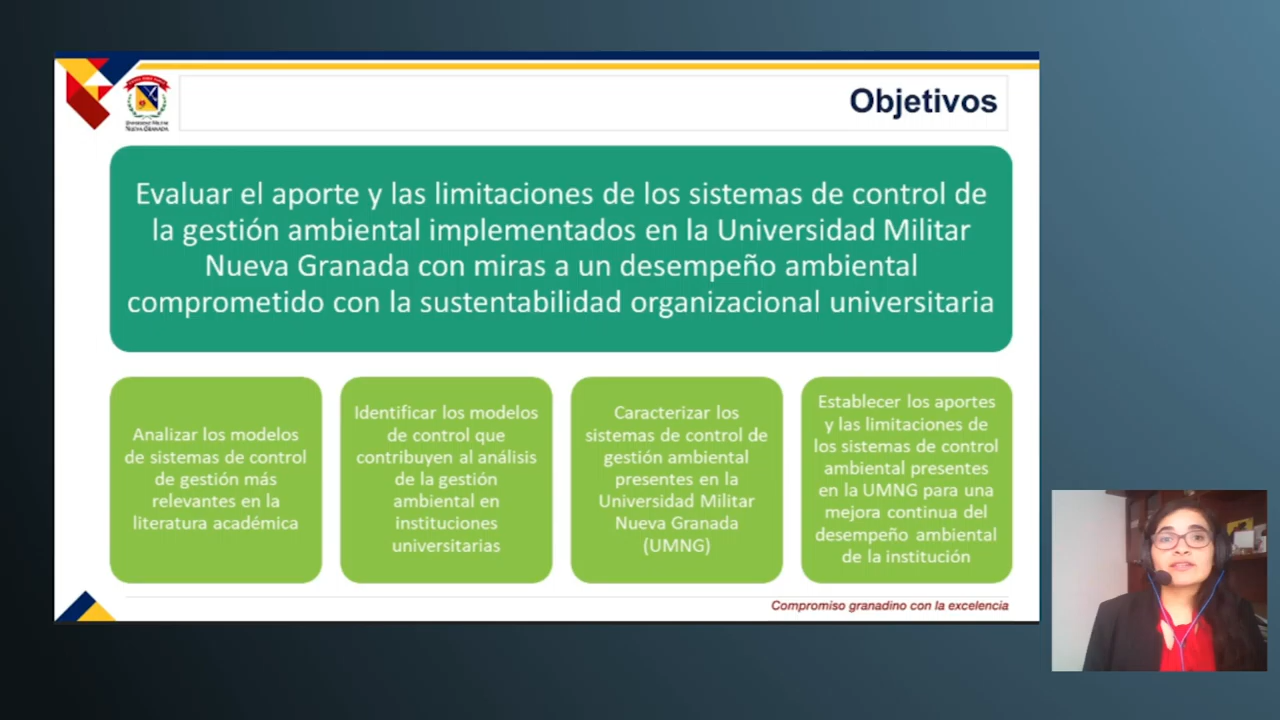 Objetivos
UNIVERSIDAD MILITAR
NUEVA GRANADA
Evaluar el aporte y las limitaciones de los sistemas de control de
la gestión ambiental implementados en la Universidad Militar
Nueva Granada con miras a un desempeño ambiental
comprometido con la sustentabilidad organizacional universitaria
Analizar los modelos
de sistemas de control
de gestión más
relevantes en la
literatura académica
Identificar los modelos
de control que
contribuyen al análisis
de la gestión
ambiental en
instituciones
universitarias
Caracterizar los
sistemas de control de
gestión ambiental
presentes en la
Universidad Militar
Nueva Granada
(UMNG)
Establecer los aportes
y las limitaciones de
los sistemas de control
ambiental presentes
en la UMNG para una
mejora continua del
desempeño ambiental
de la institución
Compromiso granadino con la excelencia